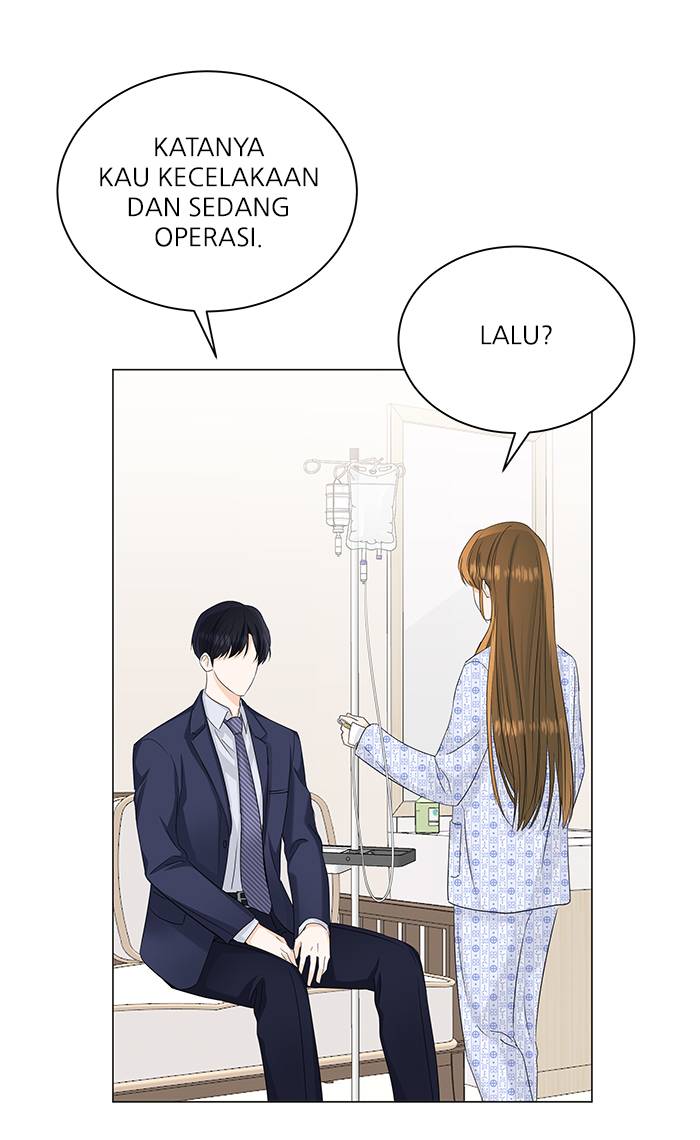 KATANYA
KAU KECELAKAAN
DAN SEDANG
OPERASI.
LALU?